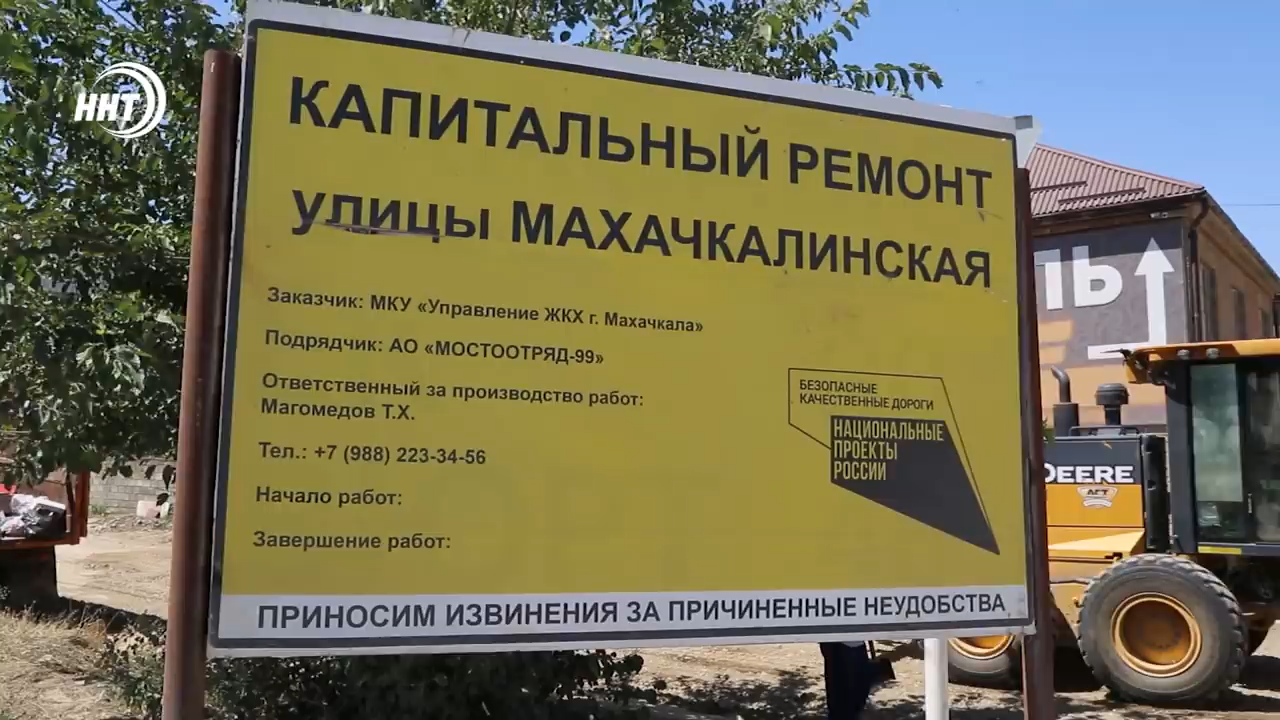 ННТ
КАПИТАЛЬНЫЙ РЕМОНТ
УЛИЦЫ МАХАЧКАЛИНСКАЯ
Заказчик: МКУ «Управление ЖКХ г. Махачкала»
Подрядчик: АО «МОСТООТРЯД-99»
Ответственный за производство работ:
Магомедов Т.Х.
Тел.: +7 (988) 223-34-56
Начало работ:
Завершение работ:
БЕЗОПАСНЫЕ
КАЧЕСТВЕННЫЕ ДОРОГИ
НАЦИОНАЛЬНЫЕ
ПРОЕКТЫ
РОССИИ
ПРИНОСИМ ИЗВИНЕНИЯ ЗА ПРИЧИНЕННЫЕ НЕУДОБСТВА
DEERE